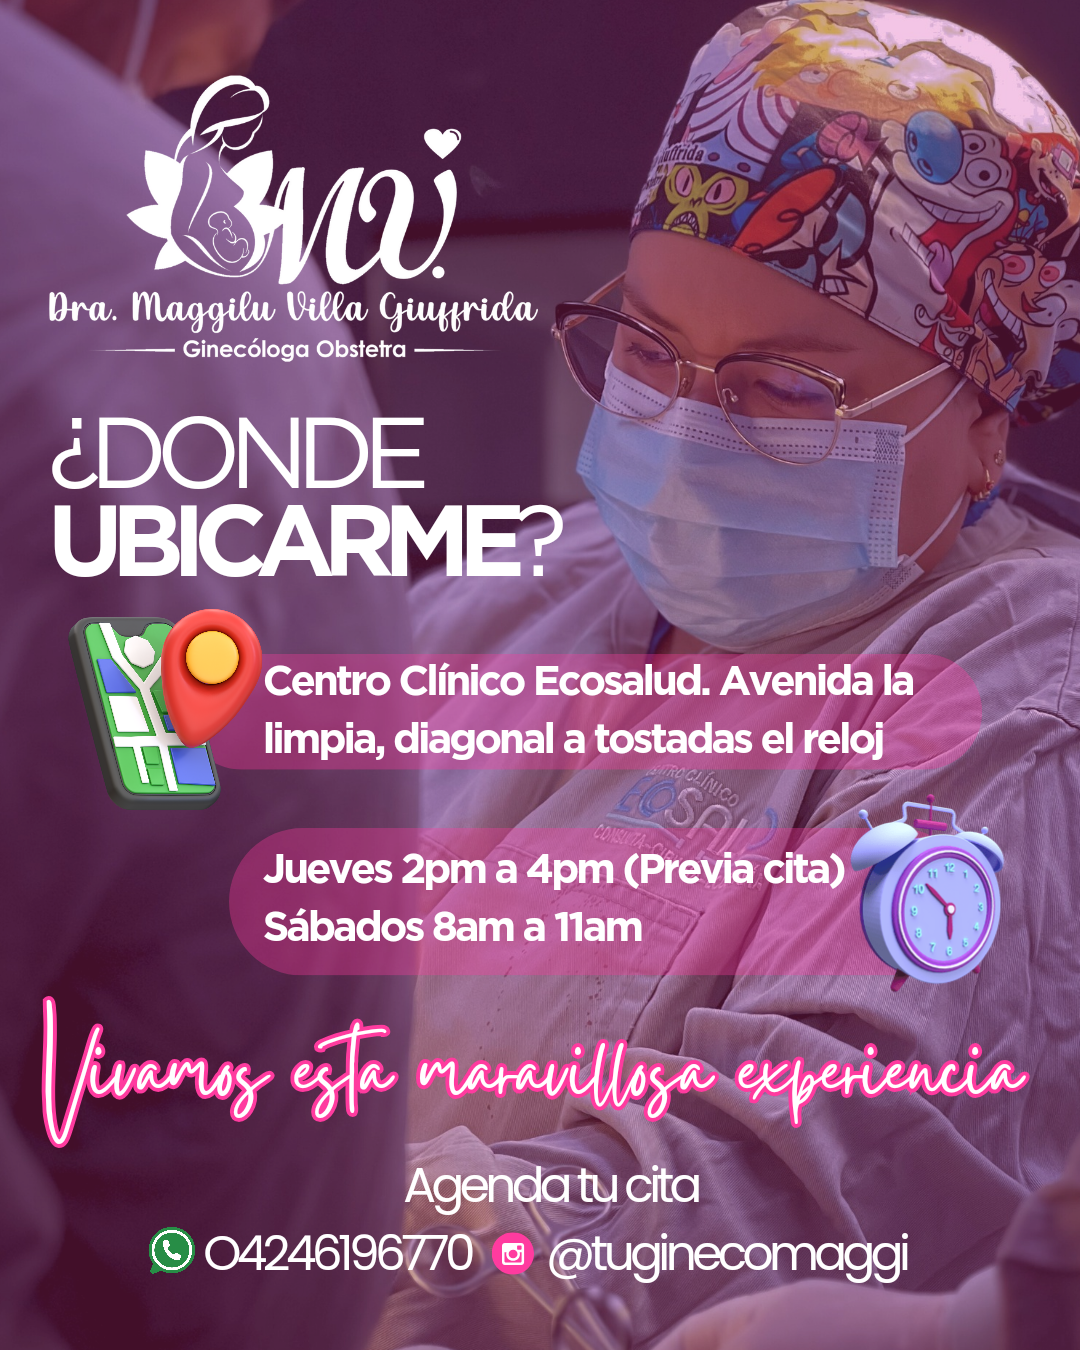 MV.
Dra. Maggilu Villa Giuffrida
Ginecóloga Obstetra
¿DONDE
UBICARME?
Centro Clínico Ecosalud. Avenida la
limpia, diagonal a tostadas el reloj
Jueves 2pm a 4pm (Previa cita)
Sábados 8am a 11am
Vivamos esta maravillosa experiencia
Agenda tu cita
04246196770 @tuginecomaggi